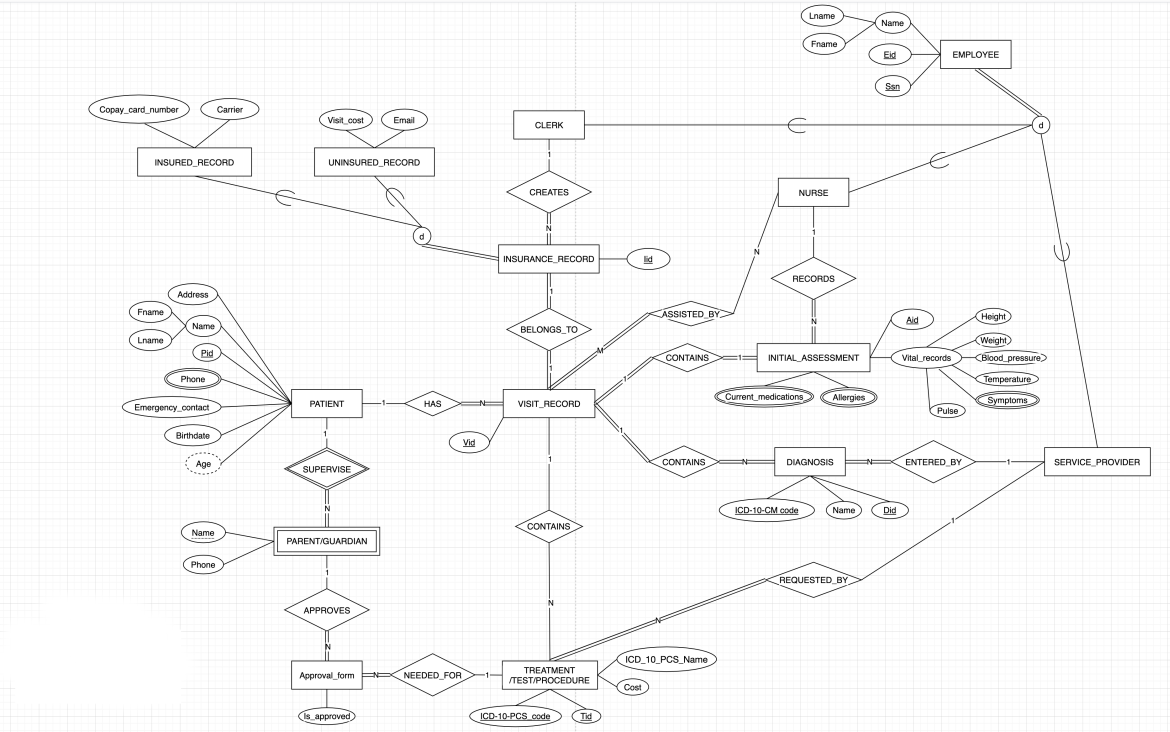 Lname
Name
Fname
EMPLOYEE
Eid
Ssn
Copay_card_number
Carrier
Visit_cost
Email
CLERK
d
INSURED_RECORD
UNINSURED_RECORD
1
CREATES
NURSE
N
d
1
N
INSURANCE_RECORD
Iid
RECORDS
1
Address
Fname
Name
Lname
ASSISTED_BY
BELONGS_TO
N
Aid
Height
M
Pid
CONTAINS
1
INITIAL_ASSESSMENT
Vital_records
Weight
Blood_pressure
1
1
Phone
Temperature
Current_medications
Allergies
Symptoms
Emergency_contact
PATIENT
1
HAS
N
VISIT_RECORD
Pulse
Birthdate
1
1
Vid
Age
SUPERVISE
1
CONTAINS
N
DIAGNOSIS
N
ENTERED_BY
1
SERVICE_PROVIDER
N
ICD-10-CM code
Name
Did
CONTAINS
Name
PARENT/GUARDIAN
1
Phone
1
REQUESTED_BY
APPROVES
N
N
N
Approval_form
N
NEEDED_FOR
1
TREATMENT
/TEST/PROCEDURE
ICD_10_PCS_Name
Cost
Is_approved
ICD-10-PCS_code
Tid